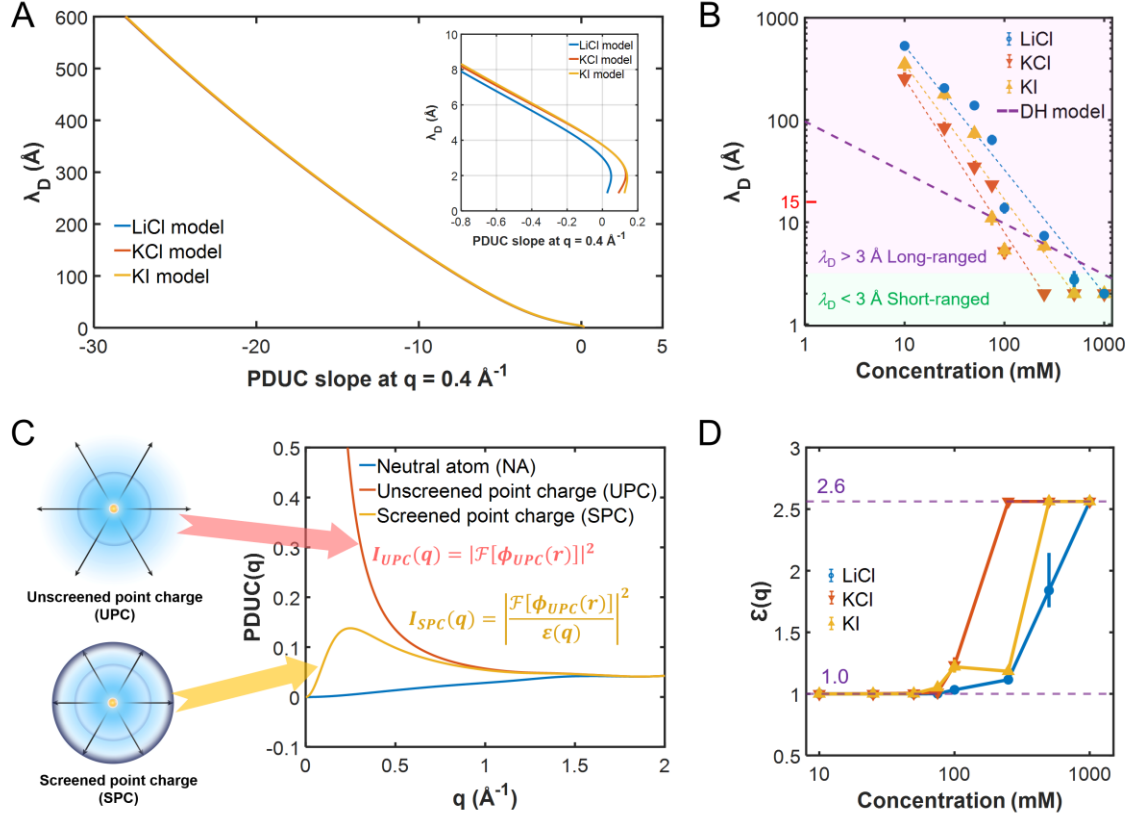 A
600
500
400
300
200
100
0
λD (Å)
-30
-20
-10
0
5
PDUC slope at q = 0.4 Å-1
LiCl model
KCl model
KI model
10
8
6
4
2
0
λD (Å)
-0.8
-0.6
-0.4
-0.2
0
0.2
PDUC slope at q = 0.4 Å-1
LiCl model
KCl model
KI model
B
1000
100
15
10
1
λD (Å)
LiCl
KCl
KI
DH model
λD > 3 Å Long-ranged
λD < 3 Å Short-ranged
1
10
100
1000
Concentration (mM)
C
Unscreened point charge
(UPC)
Screened point charge
(SPC)
0.5
0.4
0.3
0.2
0.1
0
-0.1
PDUC(q)
Neutral atom (NA)
Unscreened point charge (UPC)
Screened point charge (SPC)
IUPC(q) = |ℱ[ϕUPC(r)]|²
ISPC(q) = |ℱ[ϕUPC(r)]/ε(q)|²
0
0.5
1
1.5
2
q (Å-1)
D
3
2.5
2
1.5
1
0.5
ε(q)
2.6
LiCl
KCl
KI
1.0
10
100
1000
Concentration (mM)